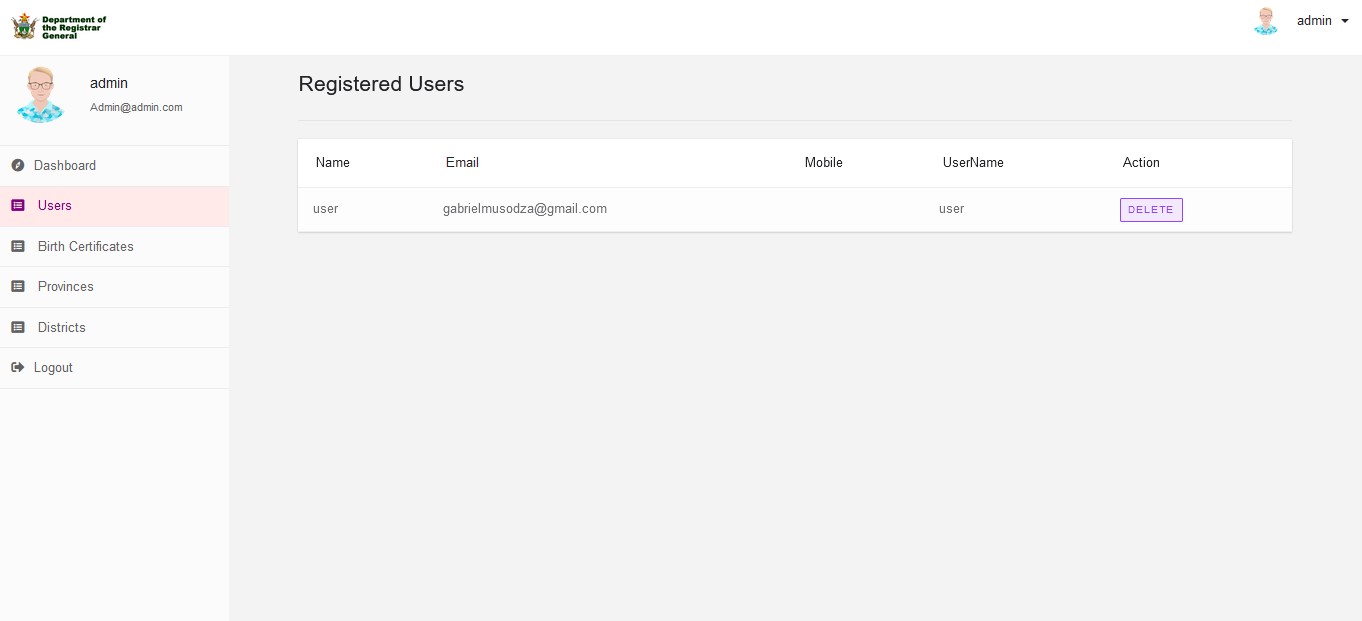 Department of
the Registrar
General
admin
admin
Admin@admin.com
Dashboard
Users
Birth Certificates
Provinces
Districts
Logout
Registered Users
Name Email Mobile UserName Action
user gabrielmusodza@gmail.com user DELETE